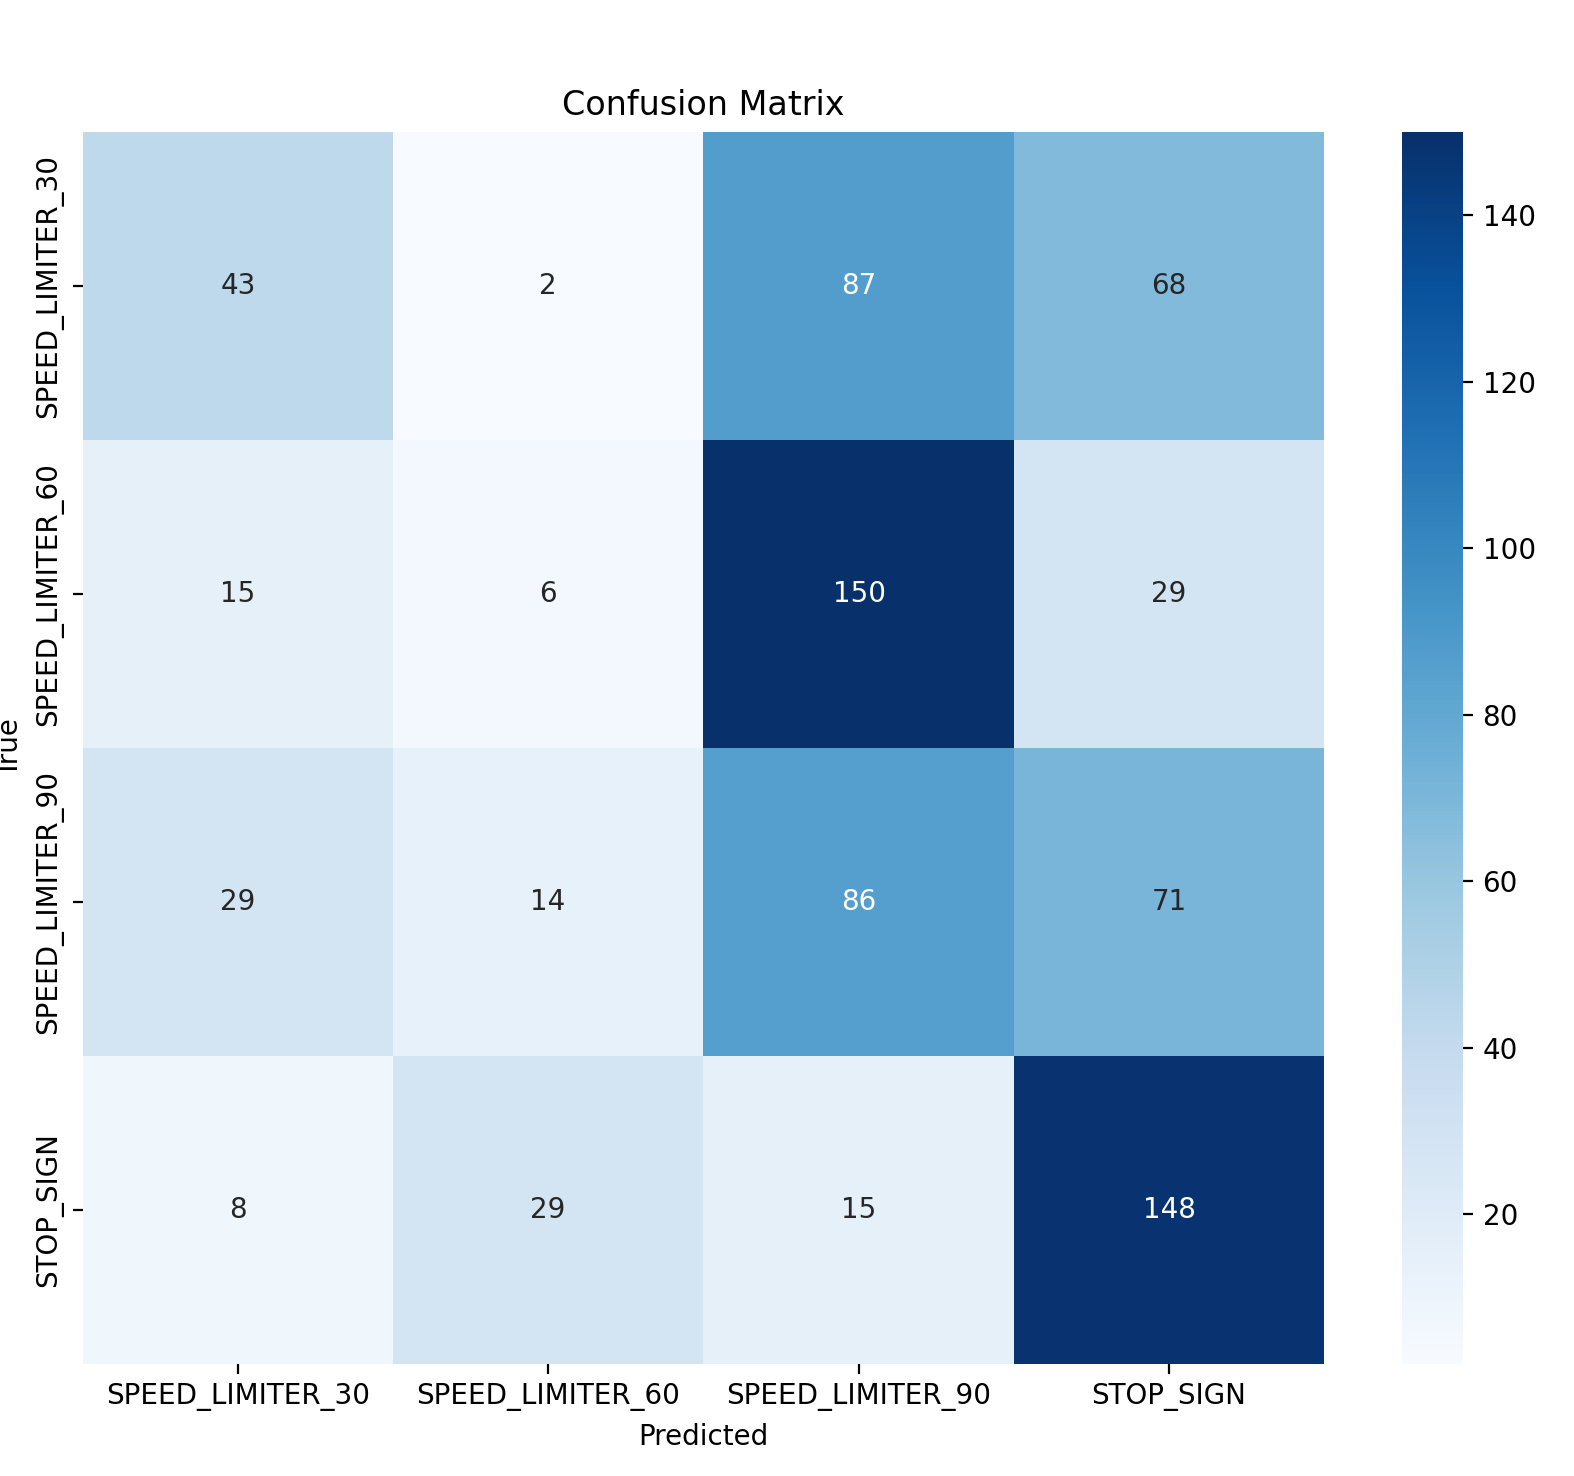 Confusion Matrix
SPEED_LIMITER_30
43 2 87 68
SPEED_LIMITER_60
15 6 150 29
SPEED_LIMITER_90
29 14 86 71
STOP_SIGN
8 29 15 148
SPEED_LIMITER_30 SPEED_LIMITER_60 SPEED_LIMITER_90 STOP_SIGN
Predicted
True
140
120
100
80
60
40
20